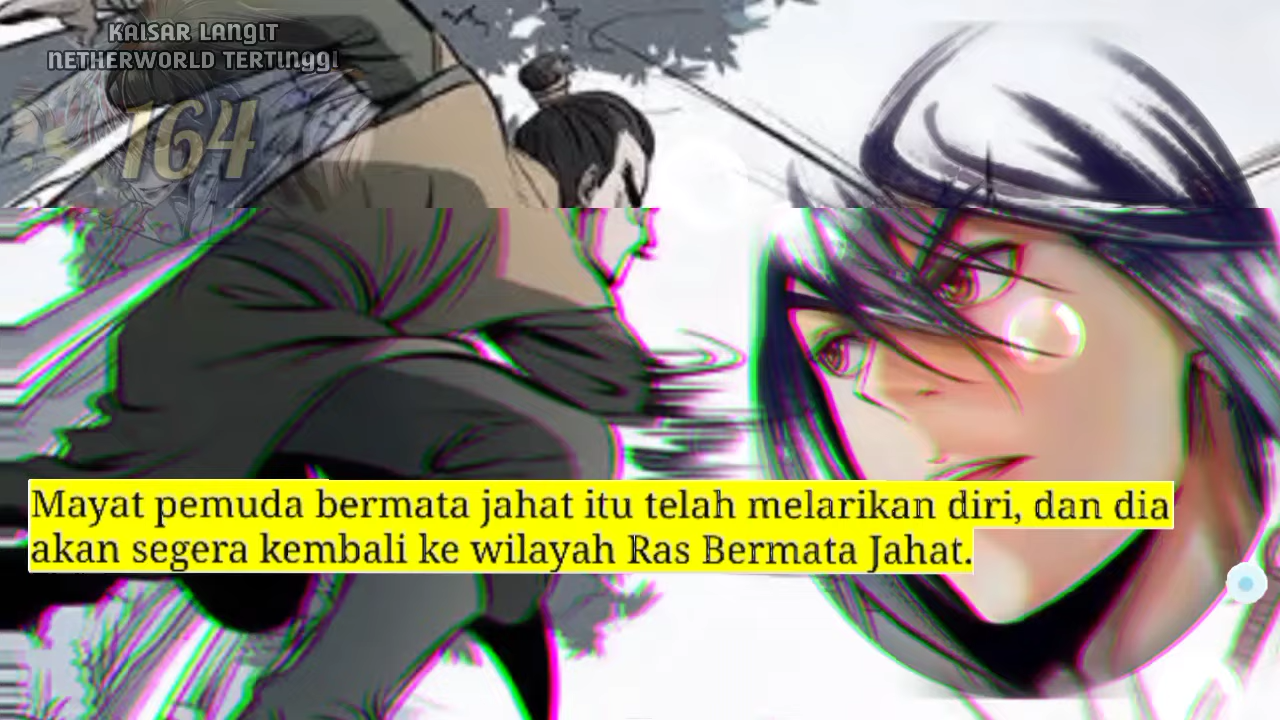 KAISAR LANGIT
NETHERWORLD TERTINGGI
164
Mayat pemuda bermata jahat itu telah melarikan diri, dan dia
akan segera kembali ke wilayah Ras Bermata Jahat.